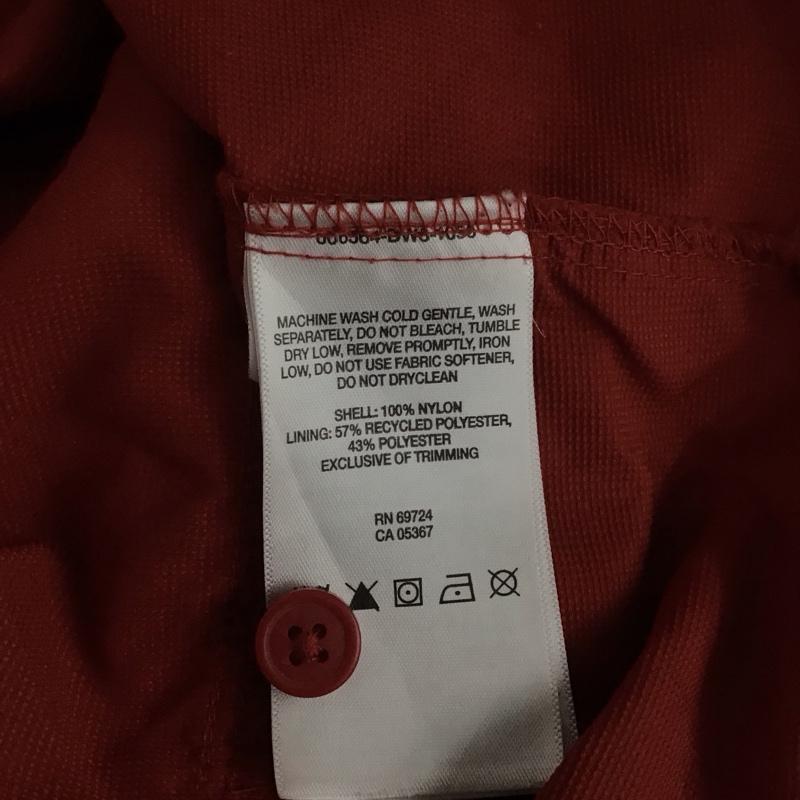 MACHINE WASH COLD GENTLE, WASH
SEPARATELY, DO NOT BLEACH, TUMBLE
DRY LOW, REMOVE PROMPTLY, IRON
LOW, DO NOT USE FABRIC SOFTENER,
DO NOT DRYCLEAN
SHELL: 100% NYLON
LINING: 57% RECYCLED POLYESTER,
43% POLYESTER
EXCLUSIVE OF TRIMMING
RN 69724
CA 05367